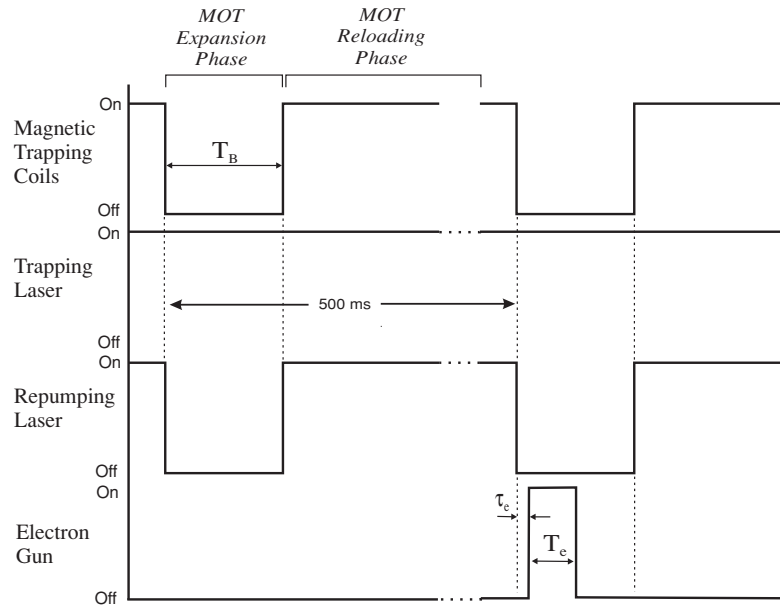 MOT
Expansion
Phase
MOT
Reloading
Phase
On
Magnetic
Trapping
Coils
T_B
Off
On
Trapping
Laser
500 ms
Off
On
Repumping
Laser
Off
On
τ_e
Electron
Gun
T_e
Off